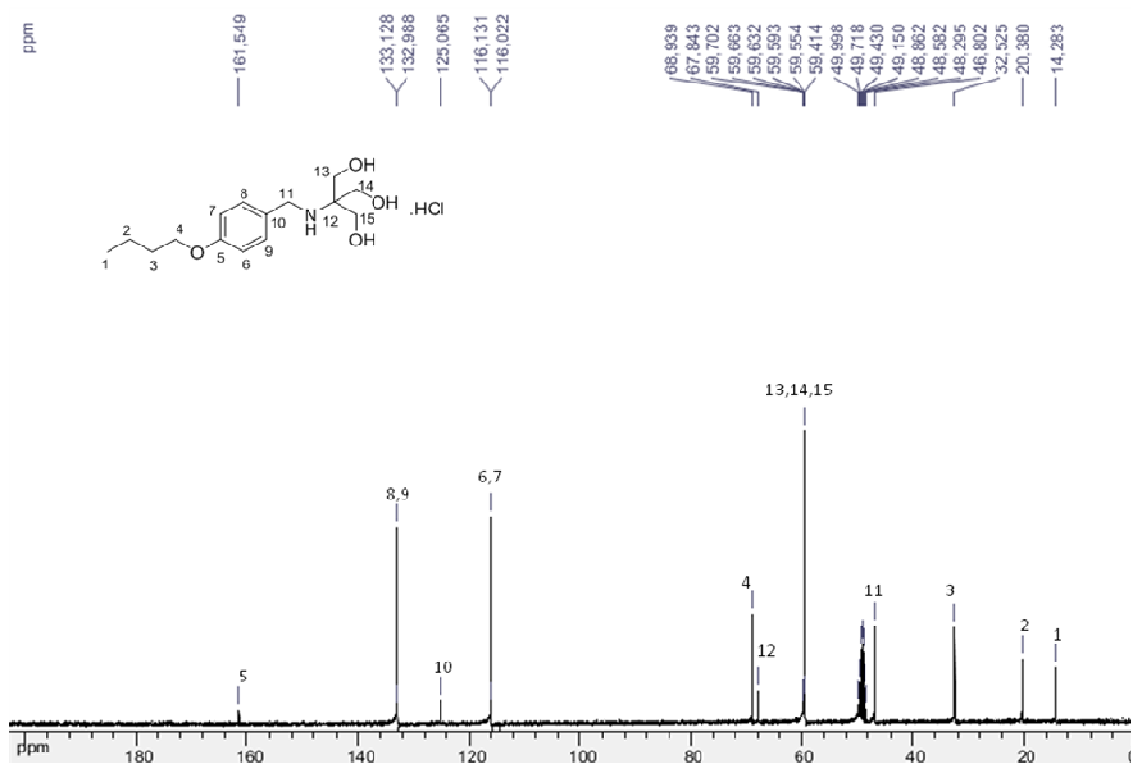 ppm
161,549
133,128
132,988
125,065
116,131
116,022
68,939
67,843
59,702
59,663
59,632
59,593
59,554
59,414
49,998
49,718
49,430
49,150
48,862
48,582
48,295
46,802
32,525
20,380
14,283
13 OH
14
OH
.HCl
8 11
7 N H 12 15
10 OH
2 4 9
O 5 6
1 3
13,14,15
6,7
8,9
4 11 3
12 2 1
5 10
ppm 180 160 140 120 100 80 60 40 20 0